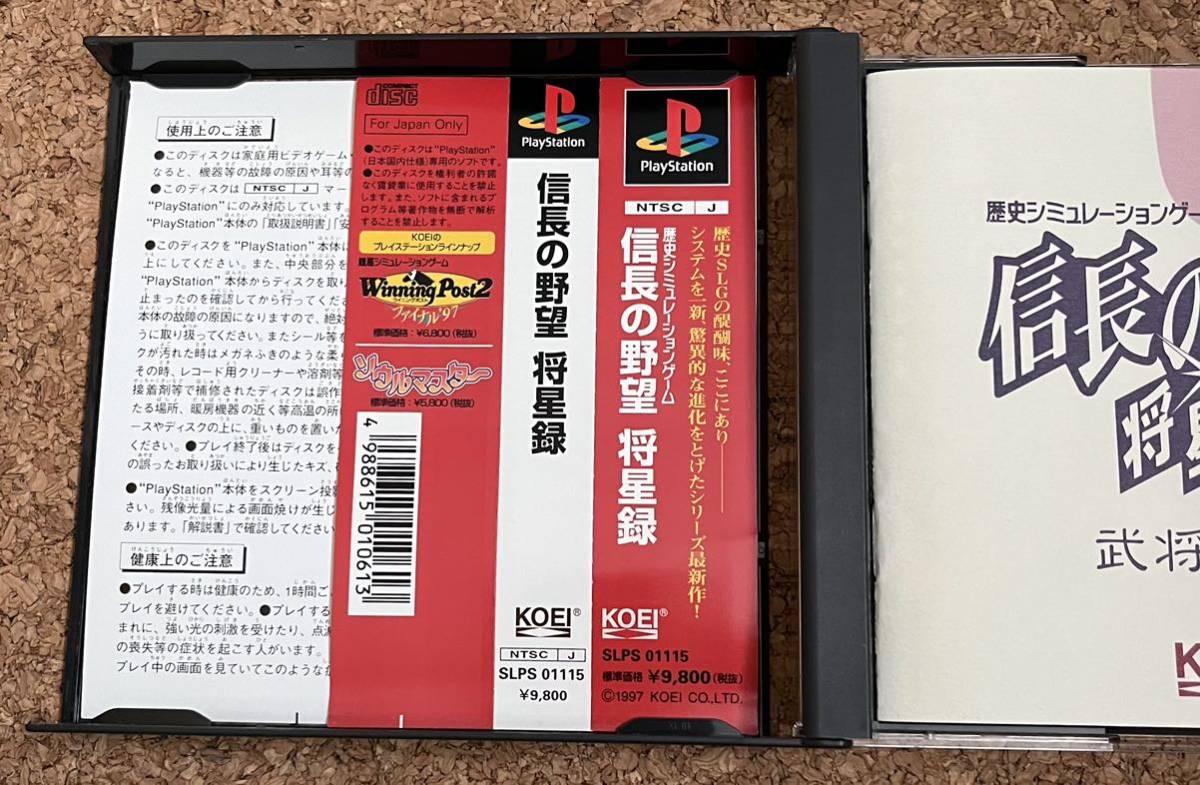 使用上のご注意
●このディスクは家庭用ビデオゲーム・
なると、機器等の故障の原因や耳等の
●このディスクは NTSC J マー
"PlayStation"にのみ対応しています。
"PlayStation"本体の「取扱説明書」「安
●このディスクを"PlayStation"本体に
上にしてください。また、中央部分を
"PlayStation"本体からディスクを取り
止まったのを確認してから行ってくださ
本体の故障の原因になりますので、絶対
うに取り扱ってください。またシール等を
クが汚れた時はメガネふきのような柔ら
その時、レコード用クリーナーや溶剤等
接着剤等で補修されたディスクは誤作
たる場所、暖房機器の近く等高温の所
ースやディスクの上に、重いものを置いた
ください。●プレイ終了後はディスクを
の誤ったお取り扱いにより生じたキズ、
●"PlayStation"本体をスクリーン投影
さい。残像光量による画面焼けが生じ
あります。「解説書」で確認してください
健康上のご注意
●プレイする時は健康のため、1時間ご
プレイを避けてください。●プレイする
まれに、強い光の刺激を受けたり、点滅
の喪失等の症状を起こす人がいます。
プレイ中の画面を見ていてこのような症
COMPACT
disc
For Japan Only
●このディスクは"PlayStation"
(日本国内仕様)専用のソフトです。
●このディスクを権利者の許諾
なく賃貸業に使用することを禁止
します。また、ソフトに含まれるプ
ログラム等著作物を無断で解析
することを禁止します。
KOEIの
プレイステーションラインナップ
競馬シミュレーションゲーム
Winning Post2
ウイニングポスト
ファイナル'97
標準価格:¥6,800(税抜)
ソウルマスター
標準価格:¥5,800(税抜)
4 988615 010613
PlayStation
信長の野望 将星録
KOEI®
NTSC J
SLPS 01115
¥9,800
PlayStation
NTSC J
歴史SLGの醍醐味、ここにあり――
システムを一新、驚異的な進化をとげたシリーズ最新作!
歴史シミュレーションゲーム
信長の野望 将星録
KOEI®
SLPS 01115
標準価格 ¥9,800(税抜)
©1997 KOEI CO.,LTD.
歴史シミュレーションゲー
信長の
将
武将
K